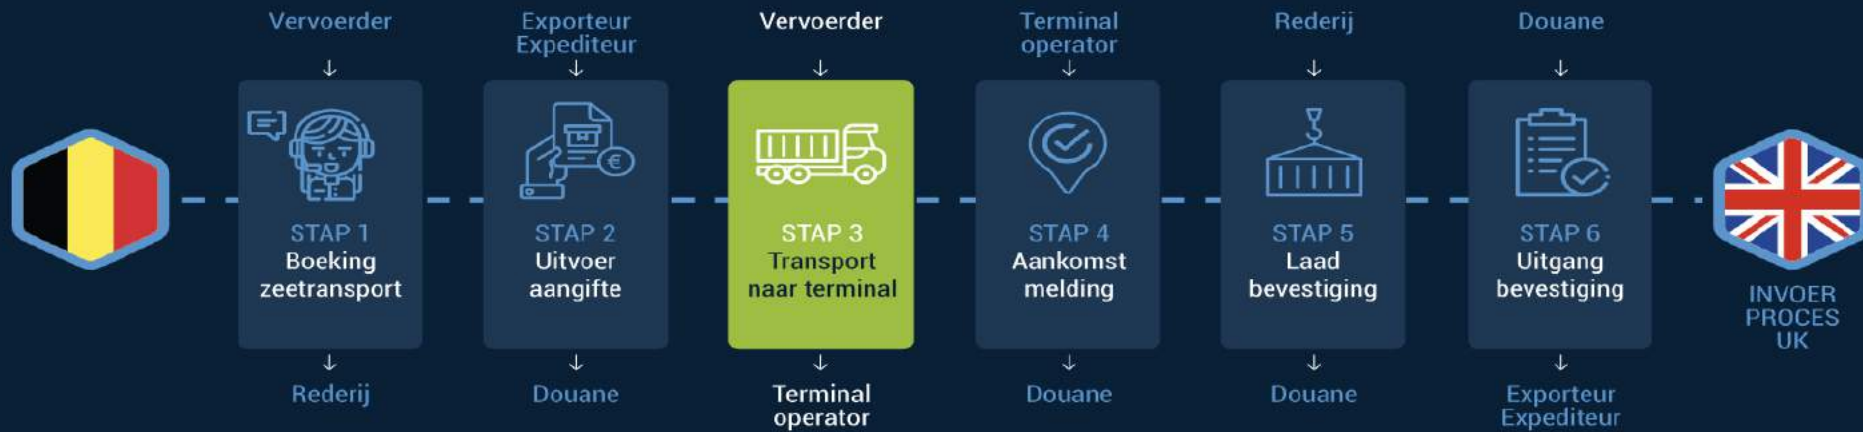 Vervoerder
STAP 1
Boeking
zeetransport
Rederij
Exporteur
Expediteur
STAP 2
Uitvoer
aangifte
Douane
Vervoerder
STAP 3
Transport
naar terminal
Terminal
operator
Terminal
operator
STAP 4
Aankomst
melding
Douane
Rederij
STAP 5
Laad
bevestiging
Douane
Douane
STAP 6
Uitgang
bevestiging
Exporteur
Expediteur
INVOER
PROCES
UK